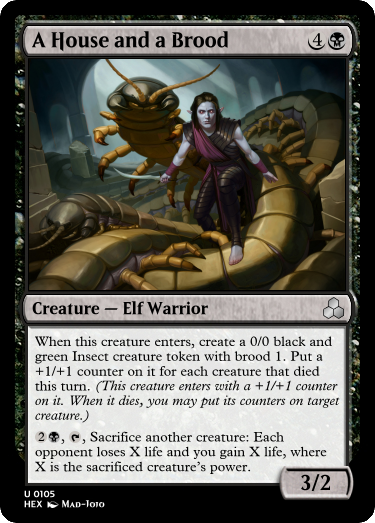 A House and a Brood 4
Creature — Elf Warrior
When this creature enters, create a 0/0 black and
green Insect creature token with brood 1. Put a
+1/+1 counter on it for each creature that died
this turn. (This creature enters with a +1/+1 counter
on it. When it dies, you may put its counters on target
creature.)
2, , Sacrifice another creature: Each
opponent loses X life and you gain X life, where
X is the sacrificed creature's power.
3/2
U 0105
HEX Mad-Joio